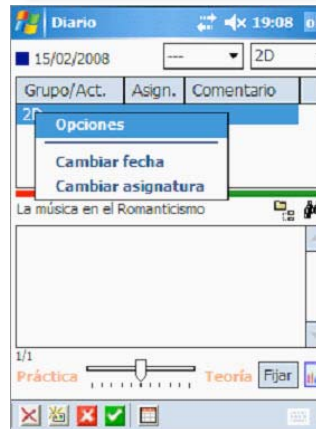 Diario 19:08
15/02/2008 --- 2D
Grupo/Act. Asign. Comentario
2D
Opciones
Cambiar fecha
Cambiar asignatura
La música en el Romanticismo
1/1
Práctica Teoría Fijar